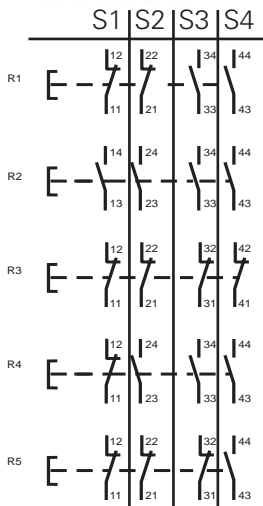 S1 S2 S3 S4
12 22 34 44
R1
11 21 33 43
14 24 34 44
R2
13 23 33 43
12 22 32 42
R3
11 21 31 41
12 24 34 44
R4
11 23 33 43
12 22 32 44
R5
11 21 31 43